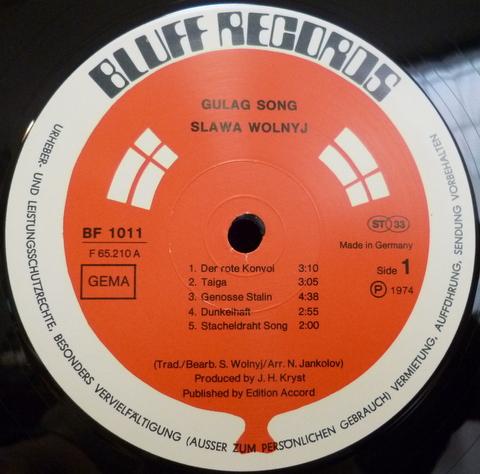 BLUFF RECORDS
GULAG SONG
SLAWA WOLNYJ
BF 1011
F 65.210 A
GEMA
ST 33
Made in Germany
Side 1
P 1974
1. Der rote Konvoi 3:10
2. Taiga 3:05
3. Genosse Stalin 4:38
4. Dunkelhaft 2:55
5. Stacheldraht Song 2:00
(Trad./Bearb. S. Wolnyj/Arr. N. Jankolov)
Produced by J. H. Kryst
Published by Edition Accord
URHEBER- UND LEISTUNGSSCHUTZRECHTE, BESONDERS VERVIELFÄLTIGUNG (AUSSER ZUM PERSÖNLICHEN GEBRAUCH) VERMIETUNG, AUFFÜHRUNG, SENDUNG VORBEHALTEN